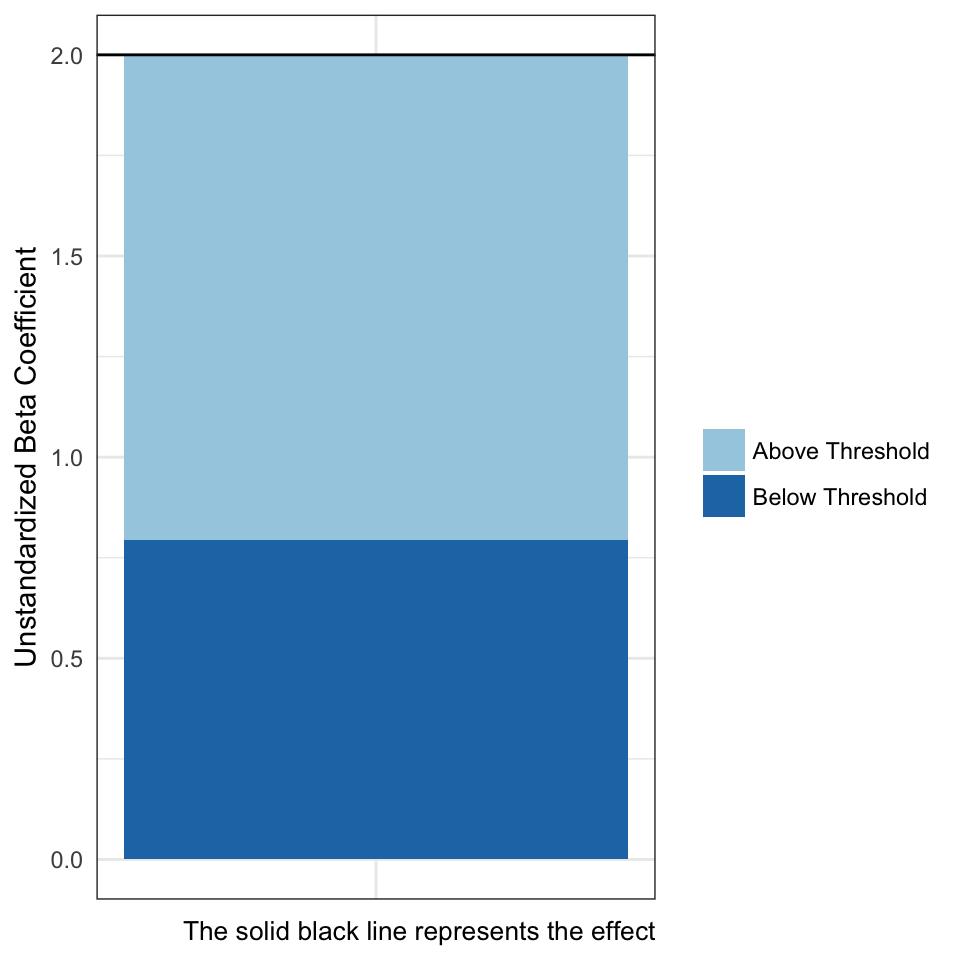 Unstandardized Beta Coefficient
2.0
1.5
1.0
0.5
0.0
Above Threshold
Below Threshold
The solid black line represents the effect